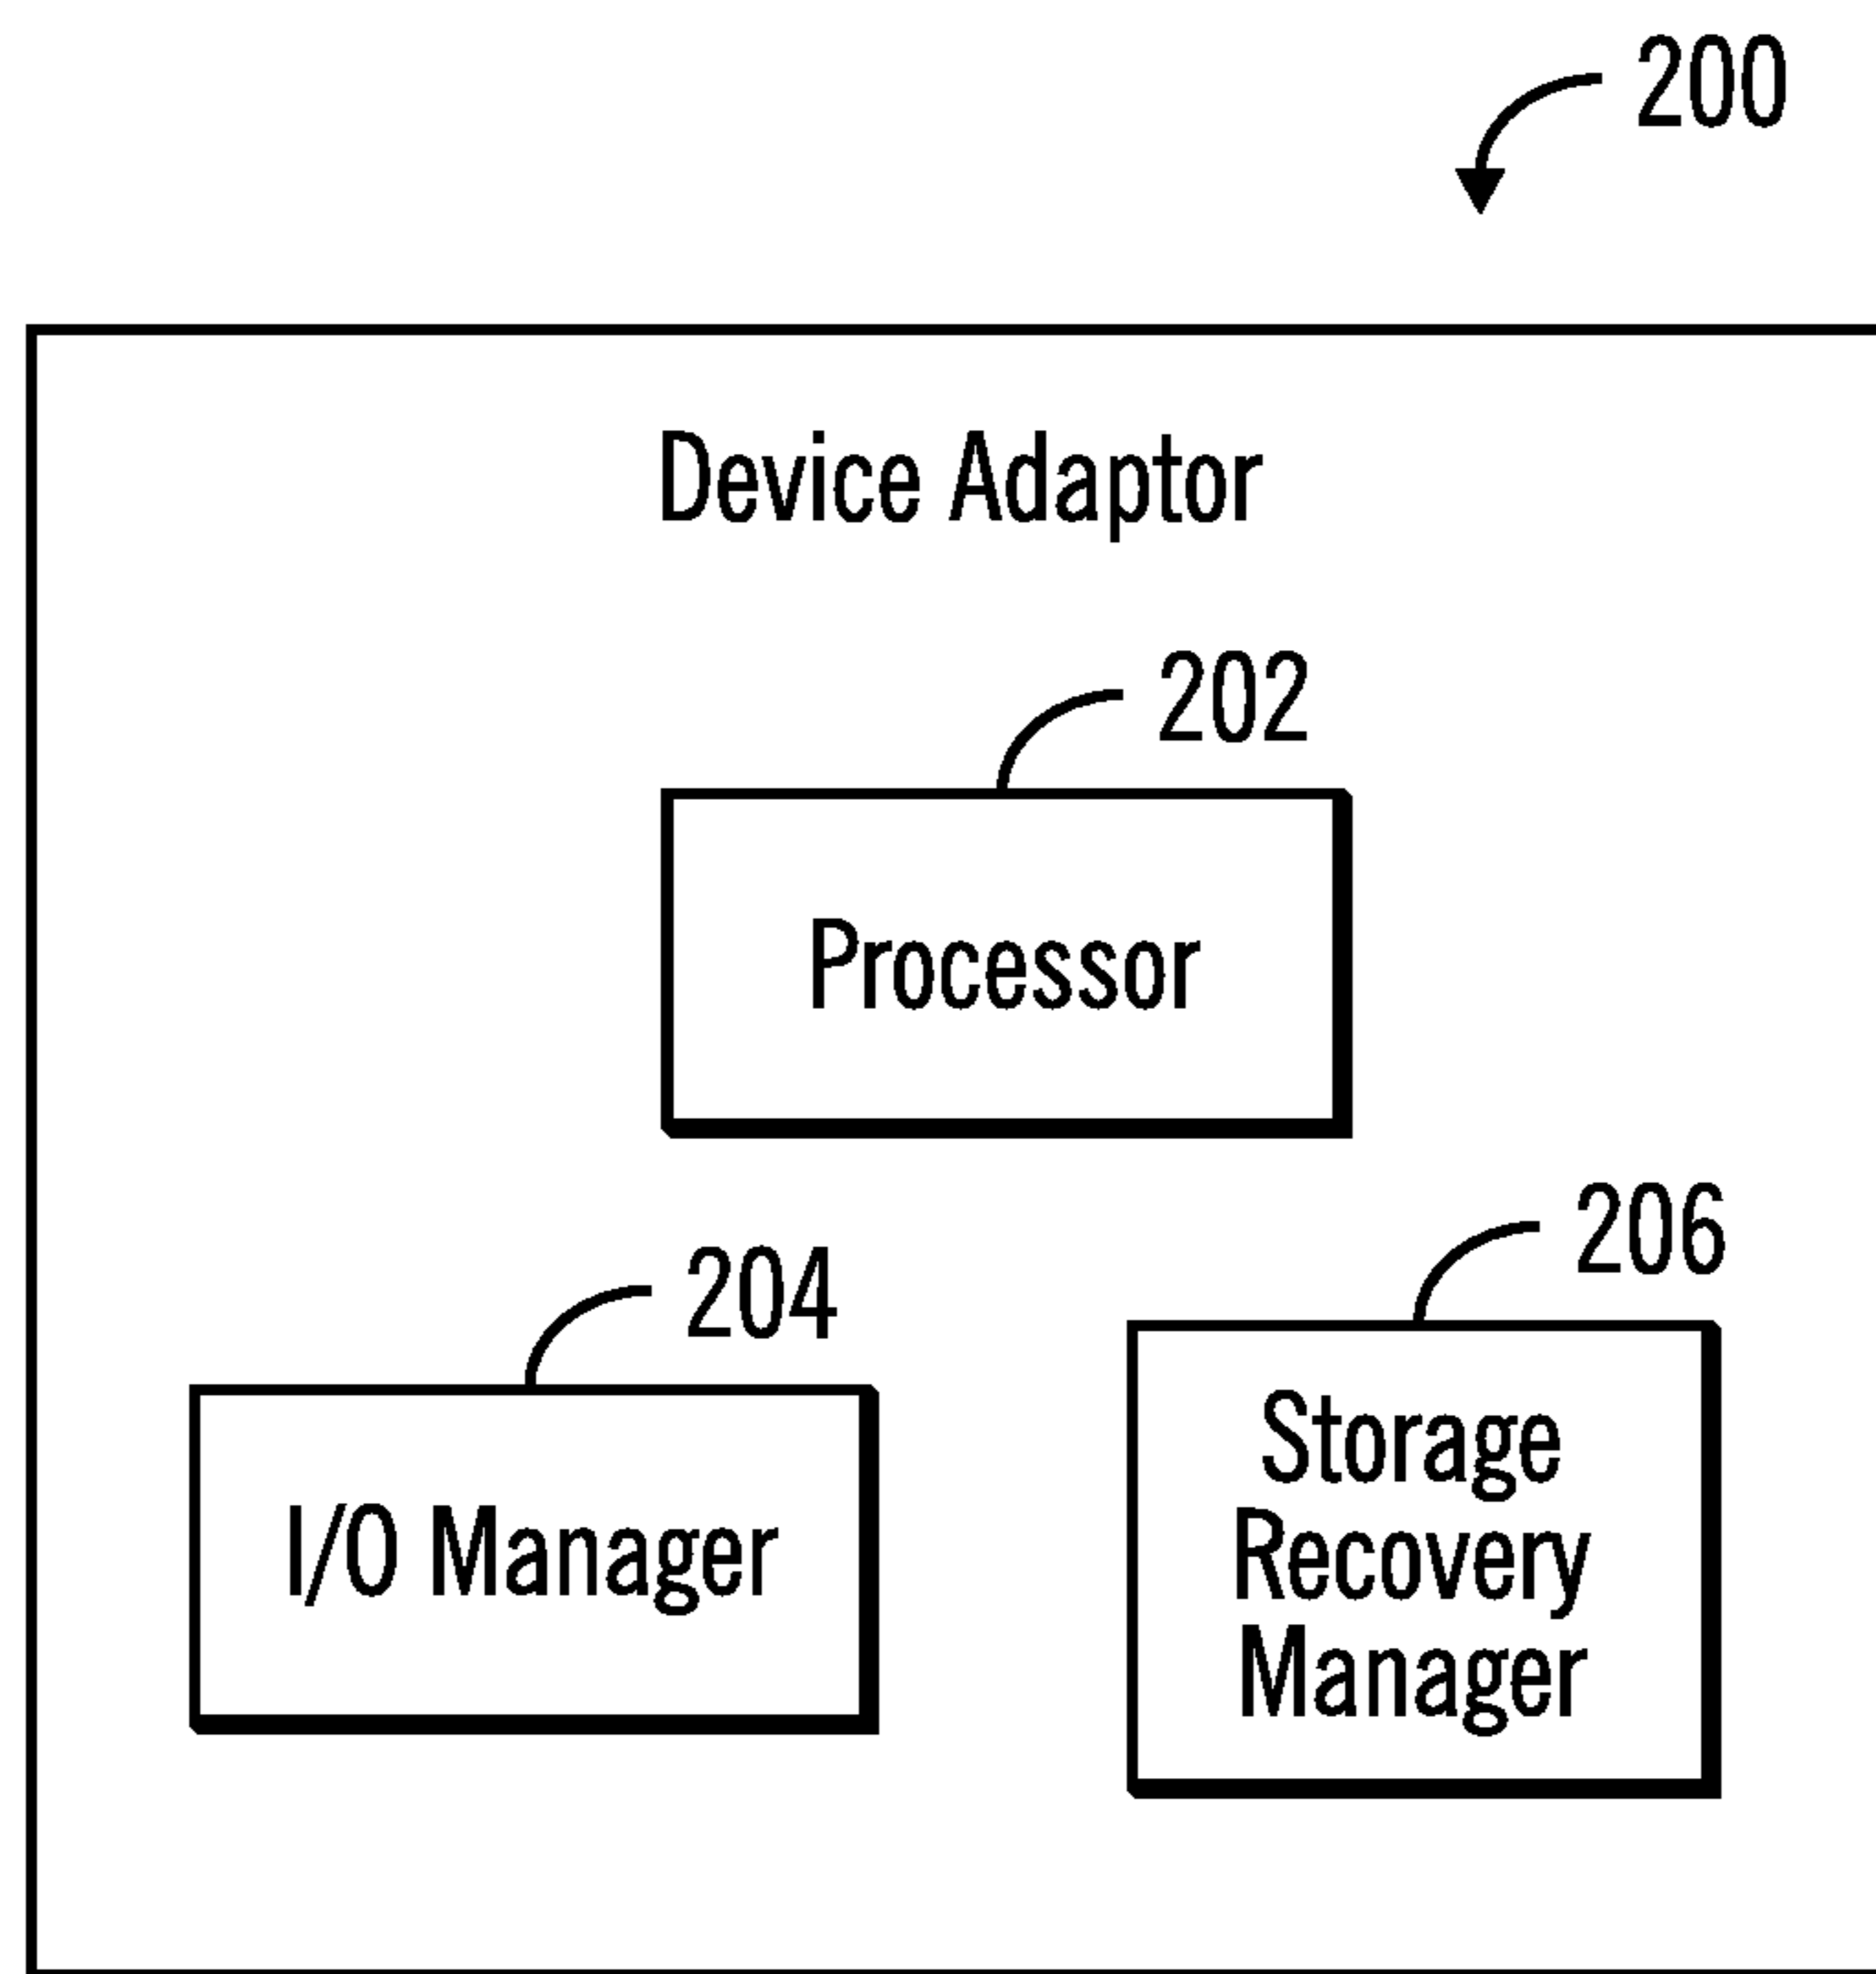 200
Device Adaptor
202
Processor
204
I/O Manager
206
Storage
Recovery
Manager